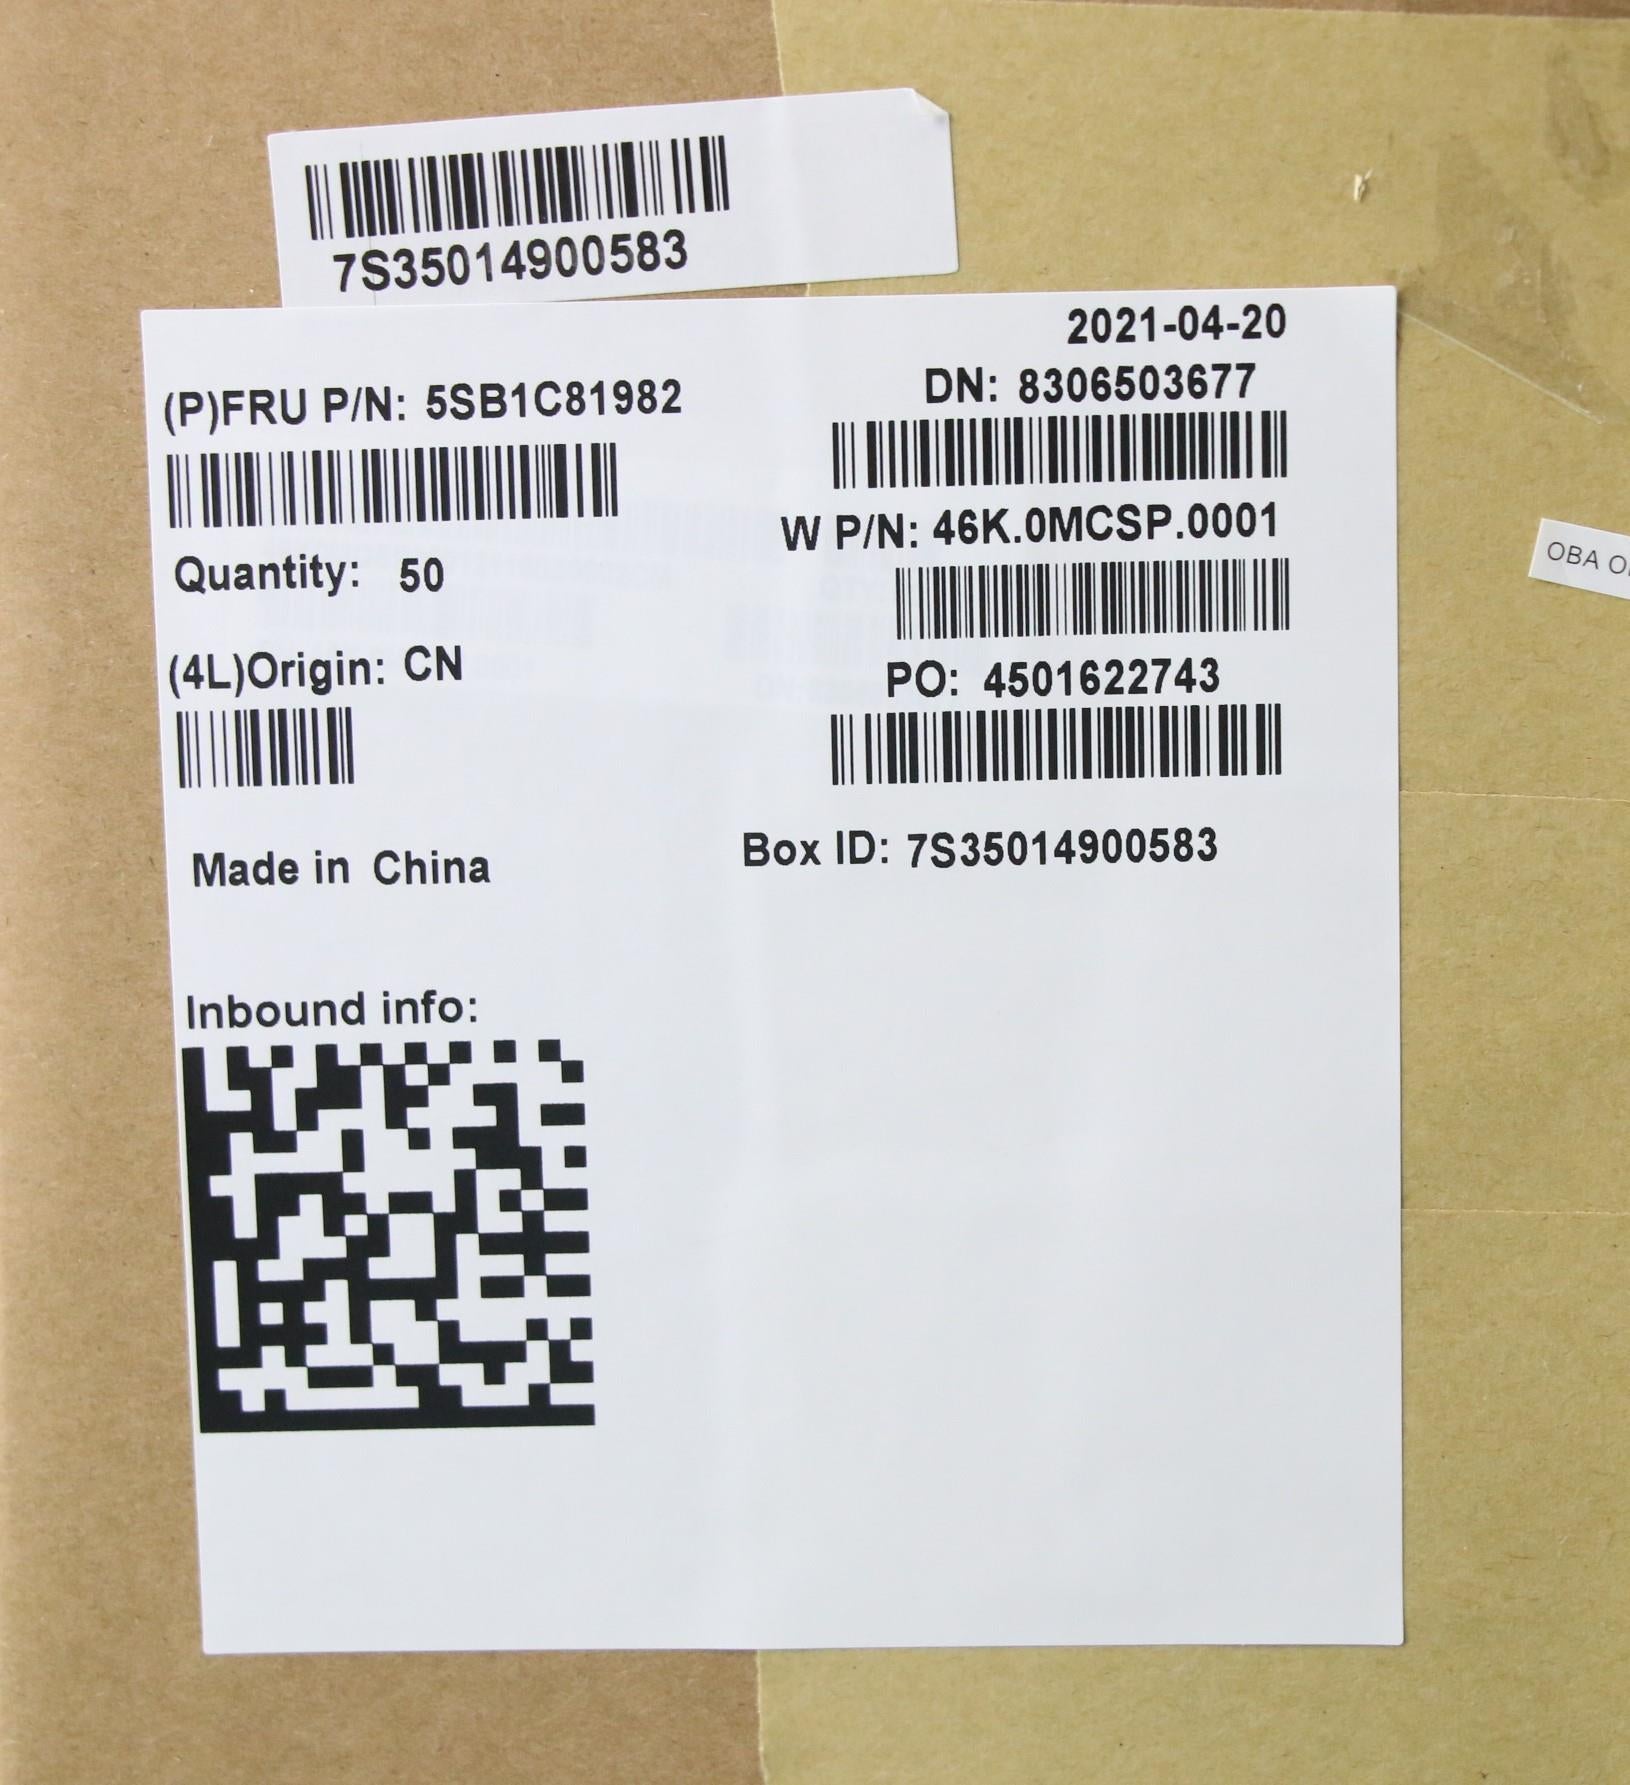 7S35014900583
2021-04-20
(P)FRU P/N: 5SB1C81982
DN: 8306503677
W P/N: 46K.0MCSP.0001
Quantity: 50
(4L)Origin: CN
PO: 4501622743
Made in China
Box ID: 7S35014900583
Inbound info:
OBA